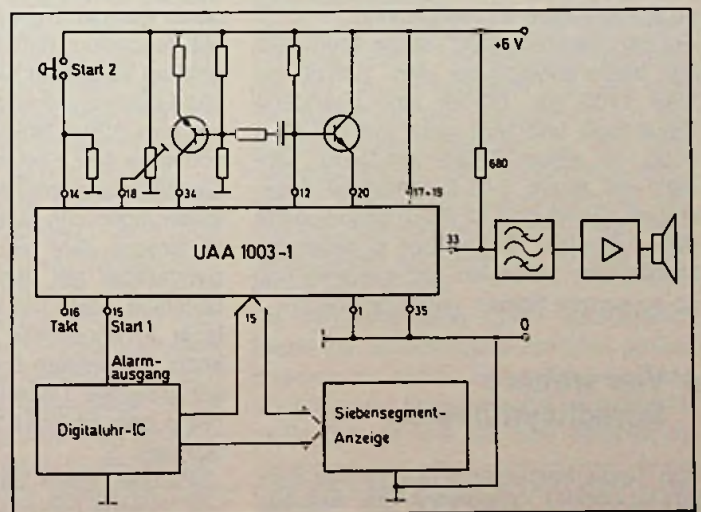 +6 V
Start 2
680
14
18
34
12
20
17÷19
33
UAA 1003-1
16
15
15
1
35
Takt
Start 1
0
Alarm-
ausgang
Digitaluhr-IC
Siebensegment-
Anzeige